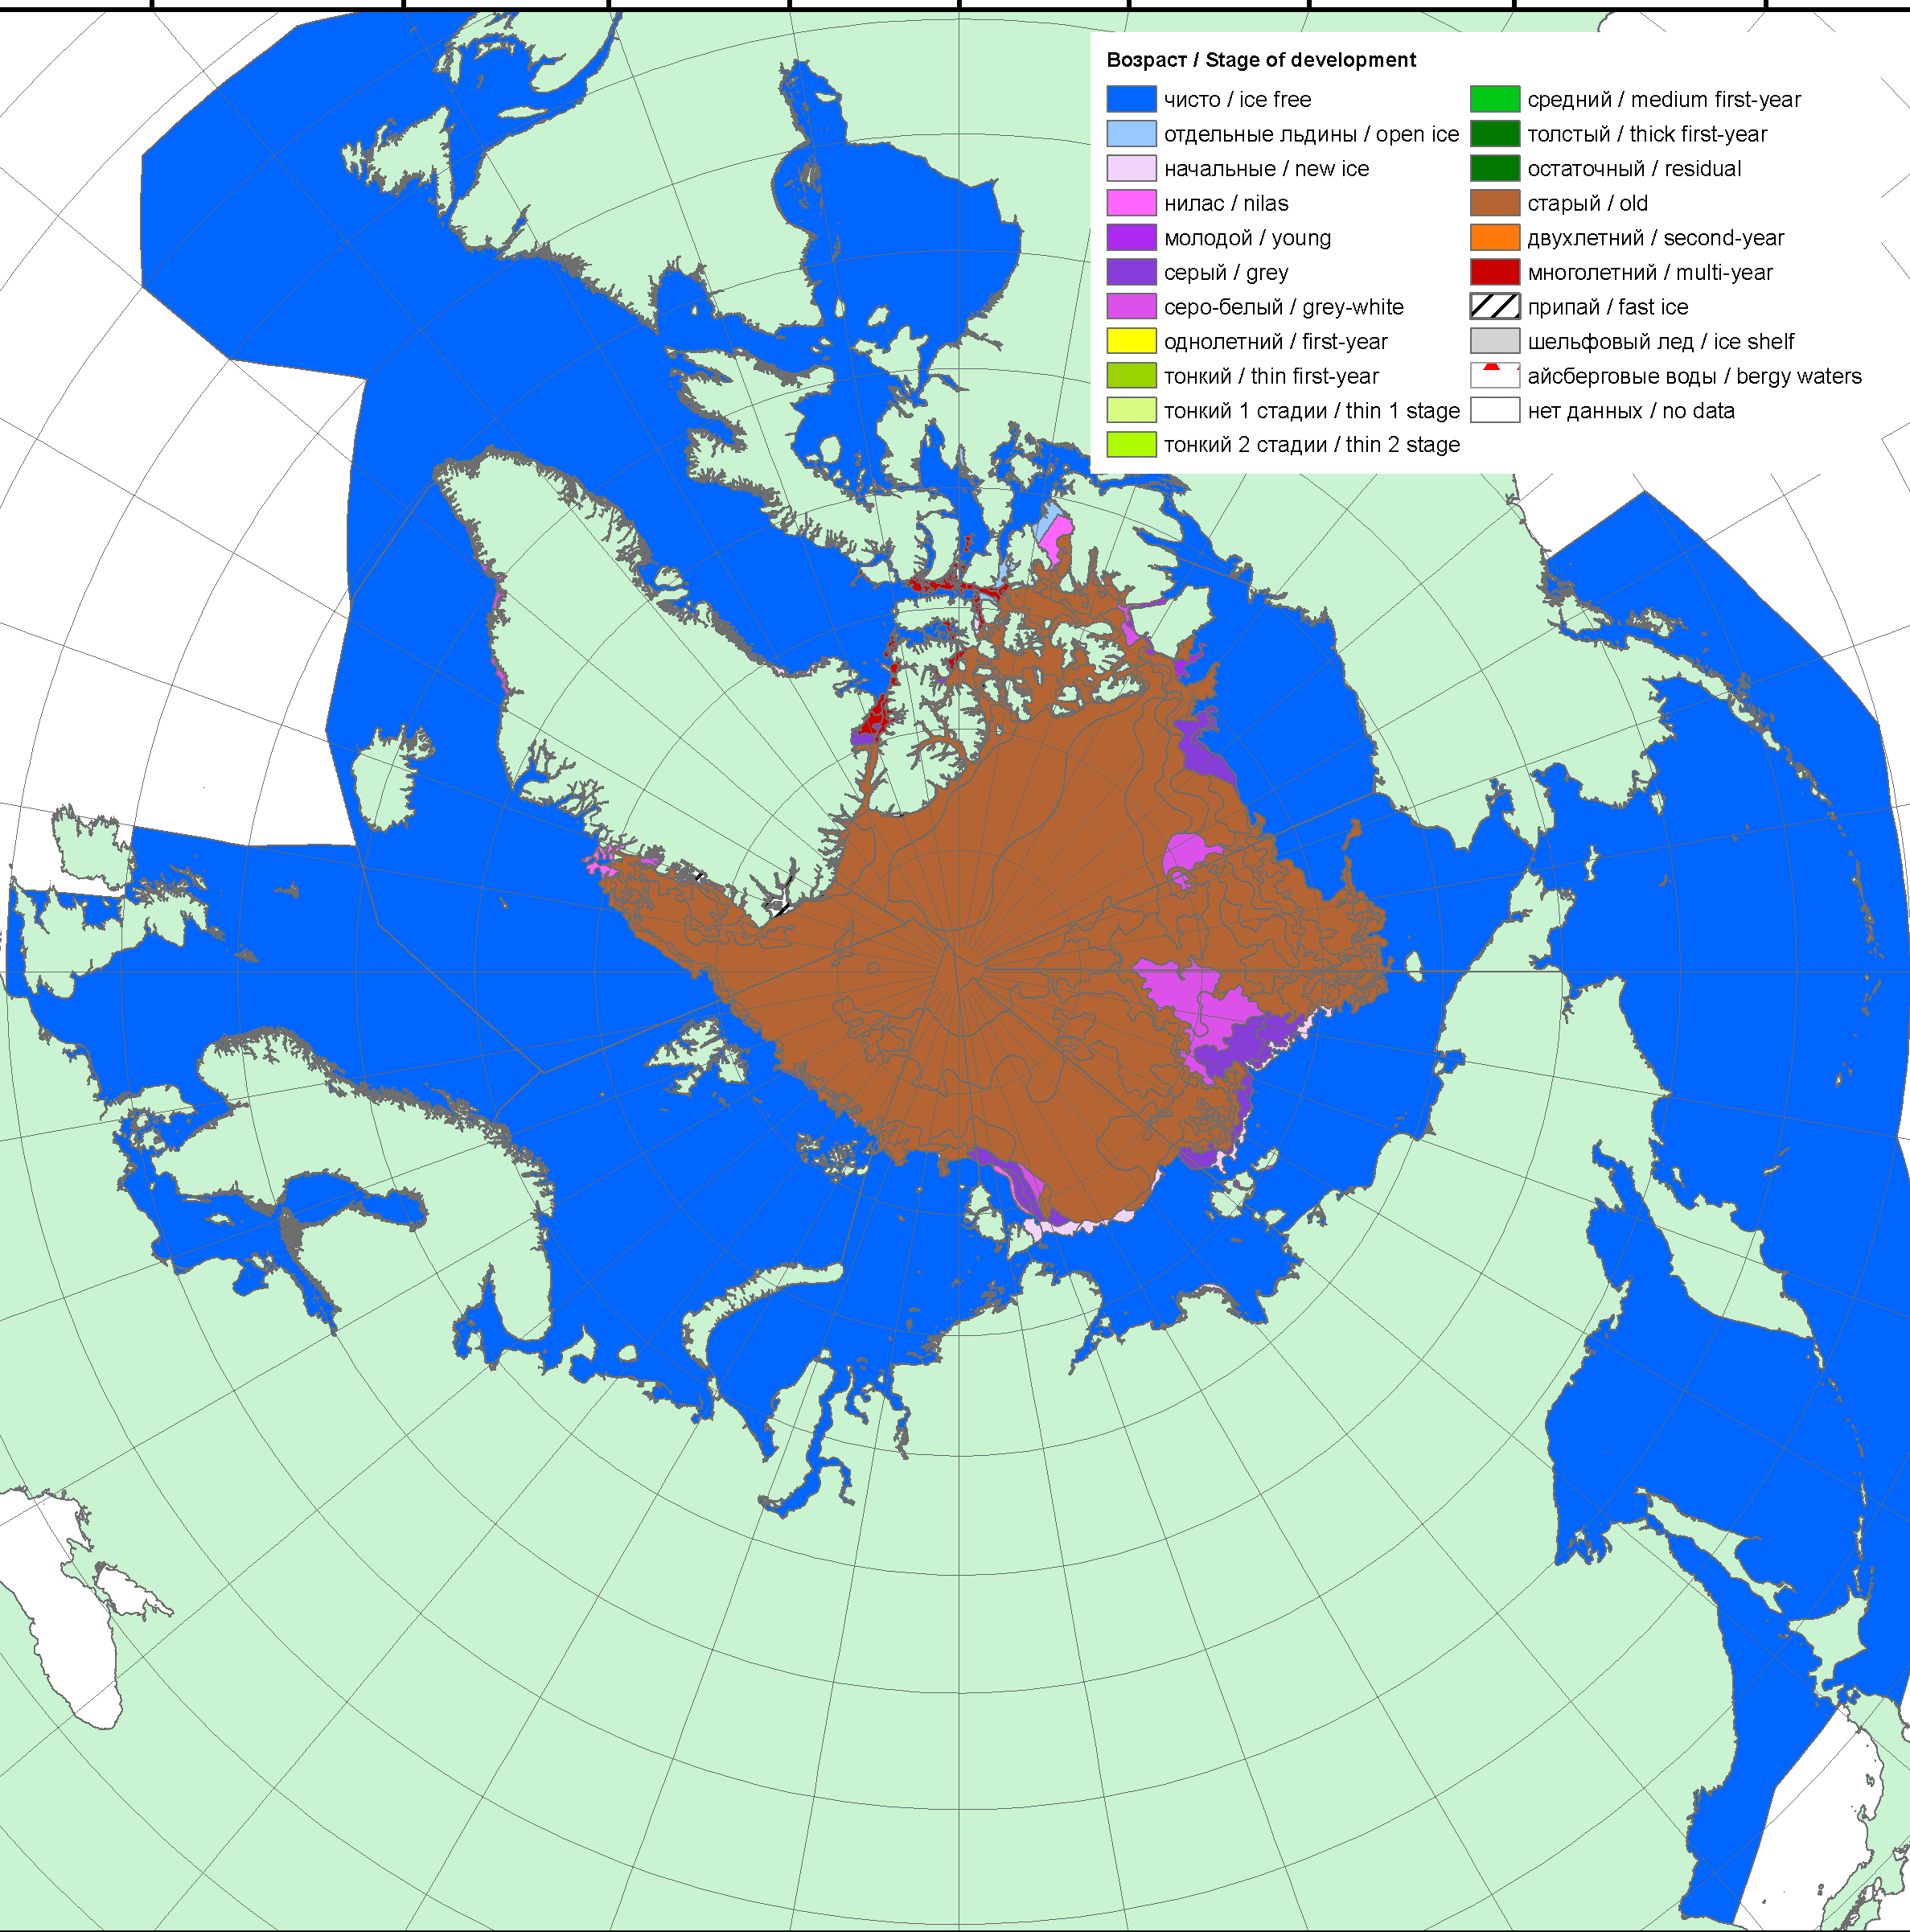 Возраст / Stage of development
чисто / ice free
отдельные льдины / open ice
начальные / new ice
нилас / nilas
молодой / young
серый / grey
серо-белый / grey-white
однолетний / first-year
тонкий / thin first-year
тонкий 1 стадии / thin 1 stage
тонкий 2 стадии / thin 2 stage
средний / medium first-year
толстый / thick first-year
остаточный / residual
старый / old
двухлетний / second-year
многолетний / multi-year
припай / fast ice
шельфовый лед / ice shelf
айсберговые воды / bergy waters
нет данных / no data